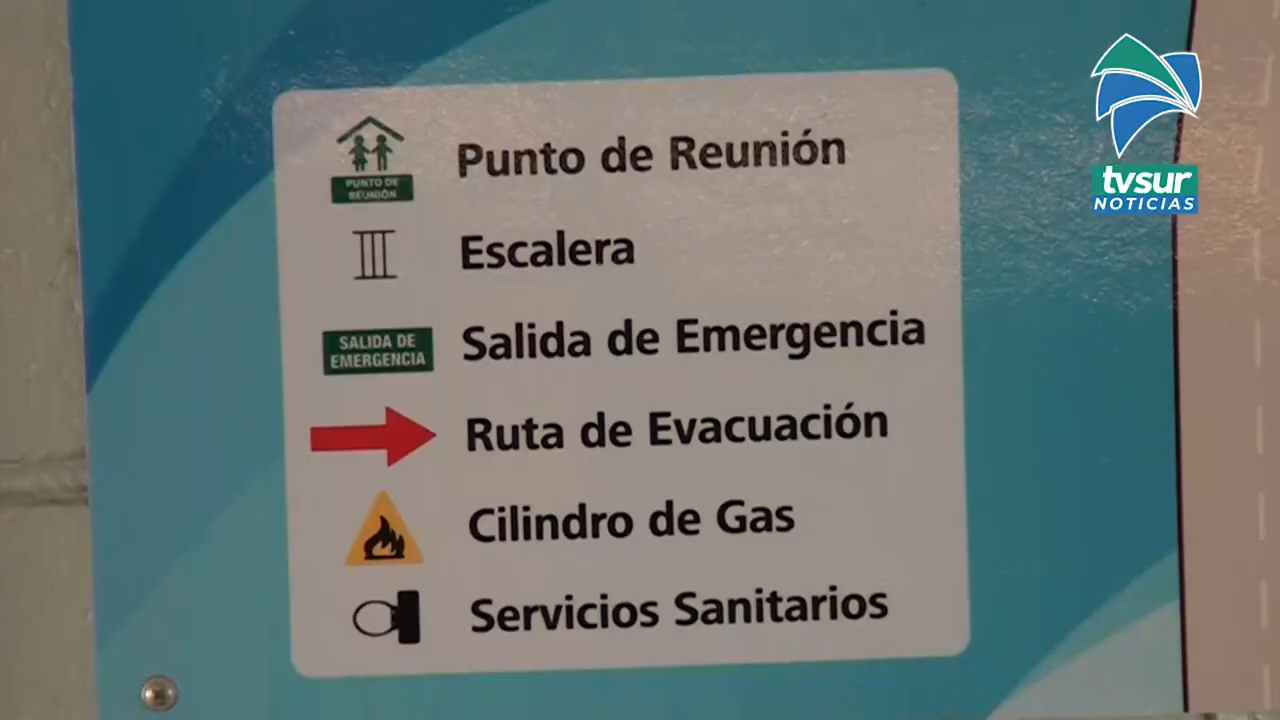 PUNTO DE
REUNIÓN
Punto de Reunión
Escalera
SALIDA DE
EMERGENCIA
Salida de Emergencia
Ruta de Evacuación
Cilindro de Gas
Servicios Sanitarios
tvsur
NOTICIAS